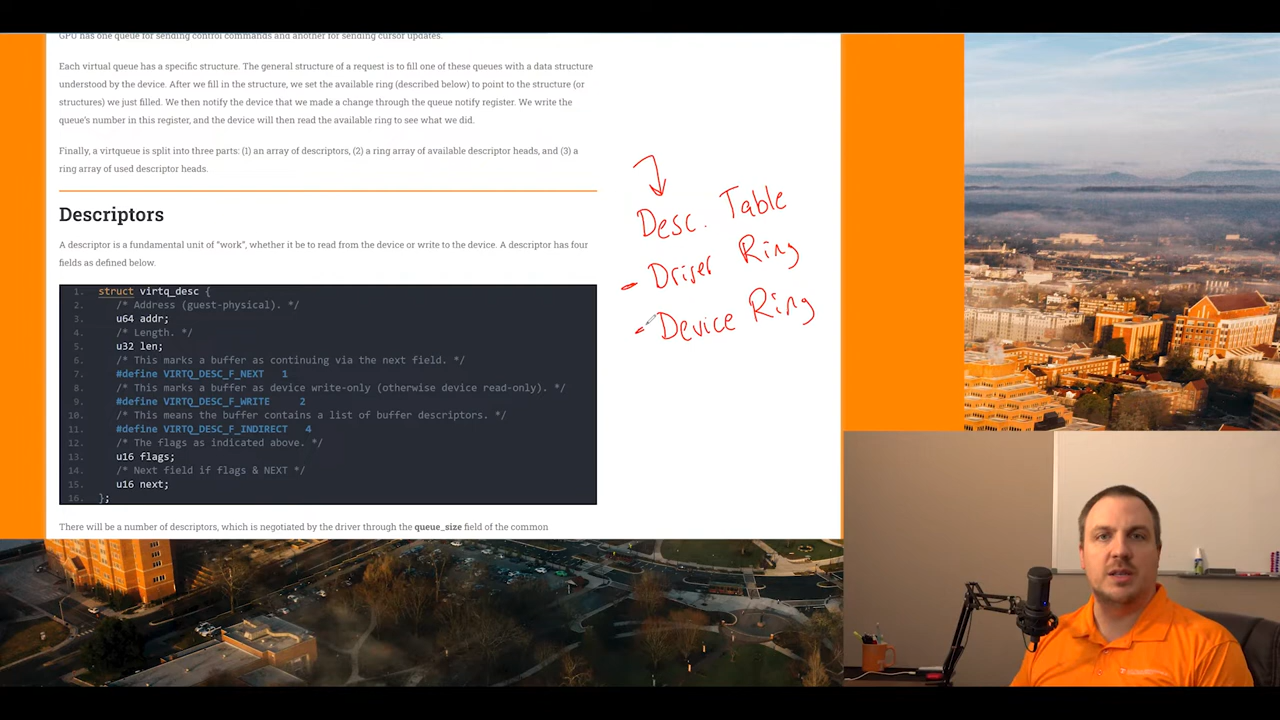 GPU has one queue for sending control commands and another for sending cursor updates.
Each virtual queue has a specific structure. The general structure of a request is to fill one of these queues with a data structure
understood by the device. After we fill in the structure, we set the available ring (described below) to point to the structure (or
structures) we just filled. We then notify the device that we made a change through the queue notify register. We write the
queue's number in this register, and the device will then read the available ring to see what we did.
Finally, a virtqueue is split into three parts: (1) an array of descriptors, (2) a ring array of available descriptor heads, and (3) a
ring array of used descriptor heads.
Descriptors
A descriptor is a fundamental unit of "work", whether it be to read from the device or write to the device. A descriptor has four
fields as defined below.
1. struct virtq_desc {
2. /* Address (guest-physical). */
3. u64 addr;
4. /* Length. */
5. u32 len;
6. /* This marks a buffer as continuing via the next field. */
7. #define VIRTQ_DESC_F_NEXT 1
8. /* This marks a buffer as device write-only (otherwise device read-only). */
9. #define VIRTQ_DESC_F_WRITE 2
10. /* This means the buffer contains a list of buffer descriptors. */
11. #define VIRTQ_DESC_F_INDIRECT 4
12. /* The flags as indicated above. */
13. u16 flags;
14. /* Next field if flags & NEXT */
15. u16 next;
16. };
There will be a number of descriptors, which is negotiated by the driver through the queue_size field of the common
Desc. Table
- Driver Ring
- Device Ring